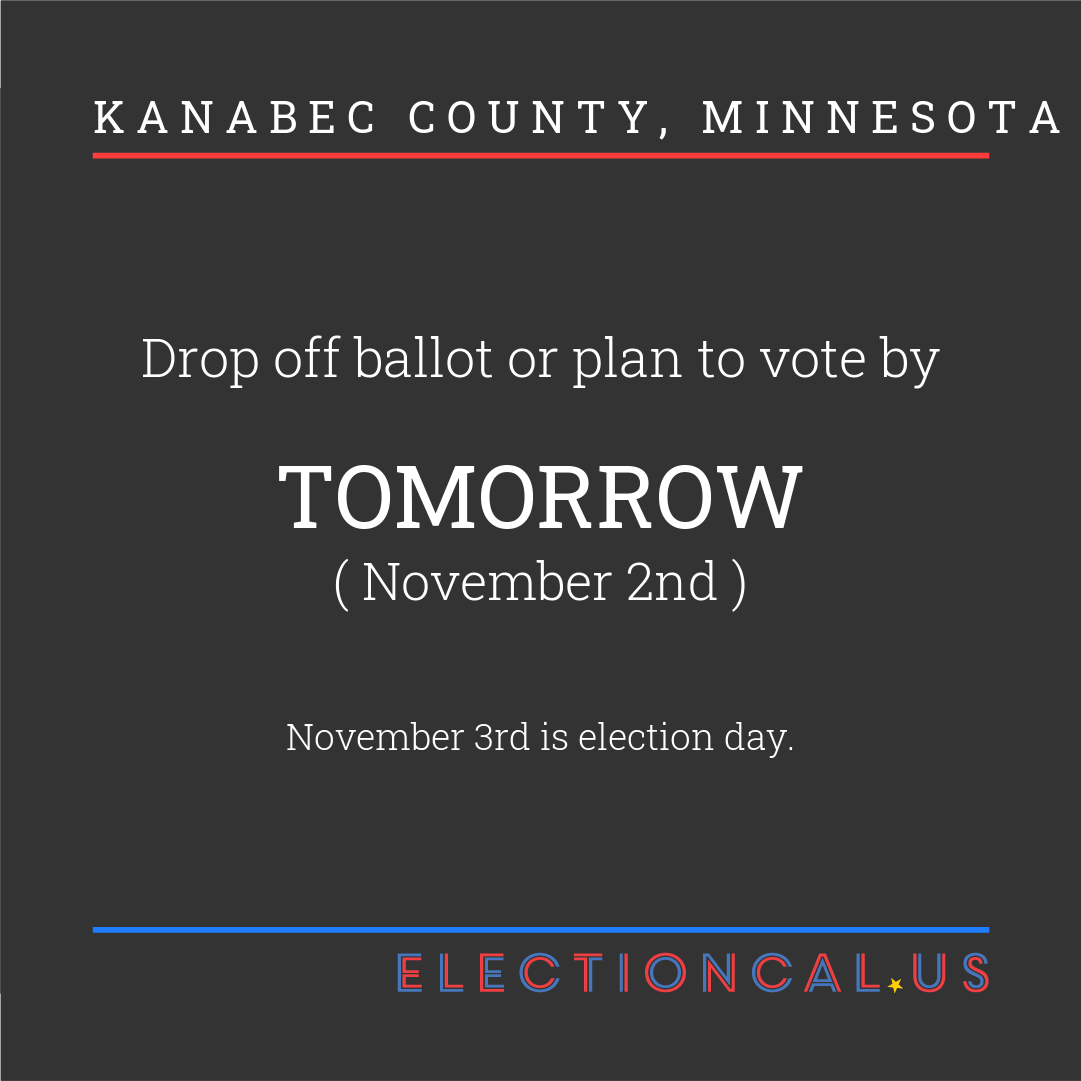 KANABEC COUNTY, MINNESOTA
Drop off ballot or plan to vote by
TOMORROW
( November 2nd )
November 3rd is election day.
ELECTIONCAL.US